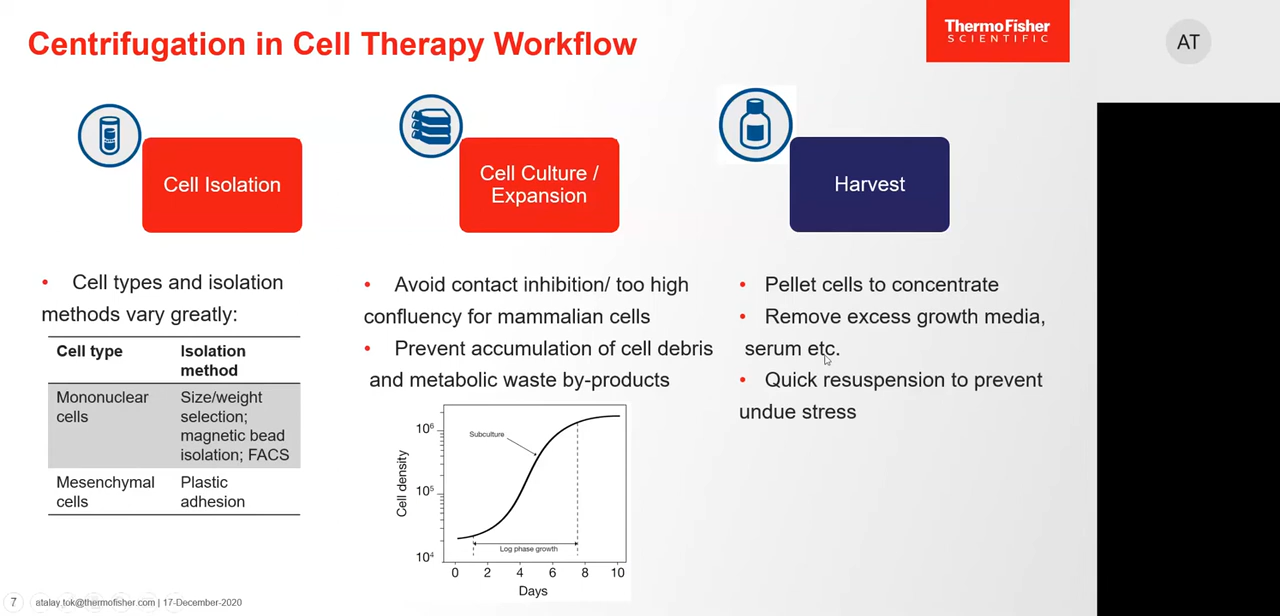 Centrifugation in Cell Therapy Workflow
ThermoFisher
SCIENTIFIC
AT
Cell Isolation
Cell Culture /
Expansion
Harvest
• Cell types and isolation
methods vary greatly:
Cell type Isolation
method
Mononuclear Size/weight
cells selection;
magnetic bead
isolation; FACS
Mesenchymal Plastic
cells adhesion
• Avoid contact inhibition/ too high
confluency for mammalian cells
• Prevent accumulation of cell debris
and metabolic waste by-products
Cell density
10⁶
10⁵
10⁴
Subculture
Log phase growth
0 2 4 6 8 10
Days
• Pellet cells to concentrate
• Remove excess growth media,
serum etc.
• Quick resuspension to prevent
undue stress
7 atalay.tok@thermofisher.com | 17-December-2020